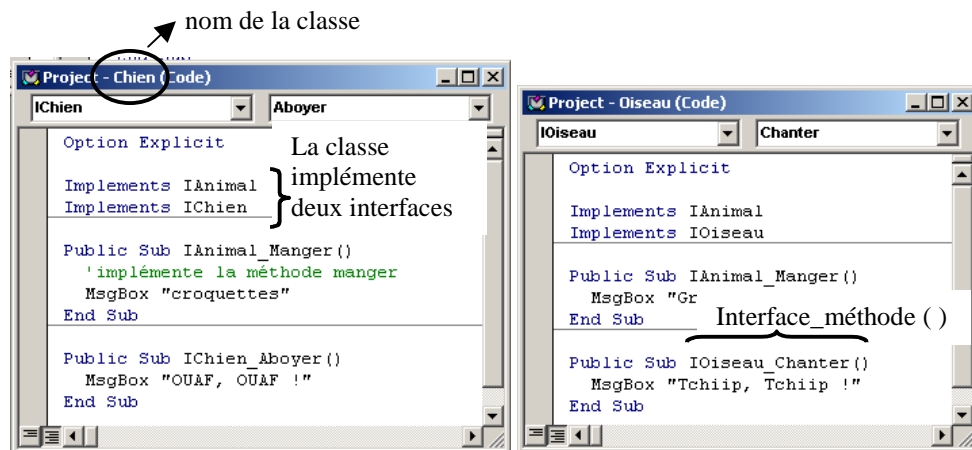 nom de la classe
Project - Chien (Code)
IChien
Aboyer
Option Explicit
Implements IAnimal
Implements IChien
La classe
implémente
deux interfaces
Public Sub IAnimal_Manger()
'implémente la méthode manger
MsgBox "croquettes"
End Sub
Public Sub IChien_Aboyer()
MsgBox "OUAF, OUAF !"
End Sub
Project - Oiseau (Code)
IOiseau
Chanter
Option Explicit
Implements IAnimal
Implements IOiseau
Public Sub IAnimal_Manger()
MsgBox "Gr
End Sub
Interface_méthode ( )
Public Sub IOiseau_Chanter()
MsgBox "Tchiip, Tchiip !"
End Sub